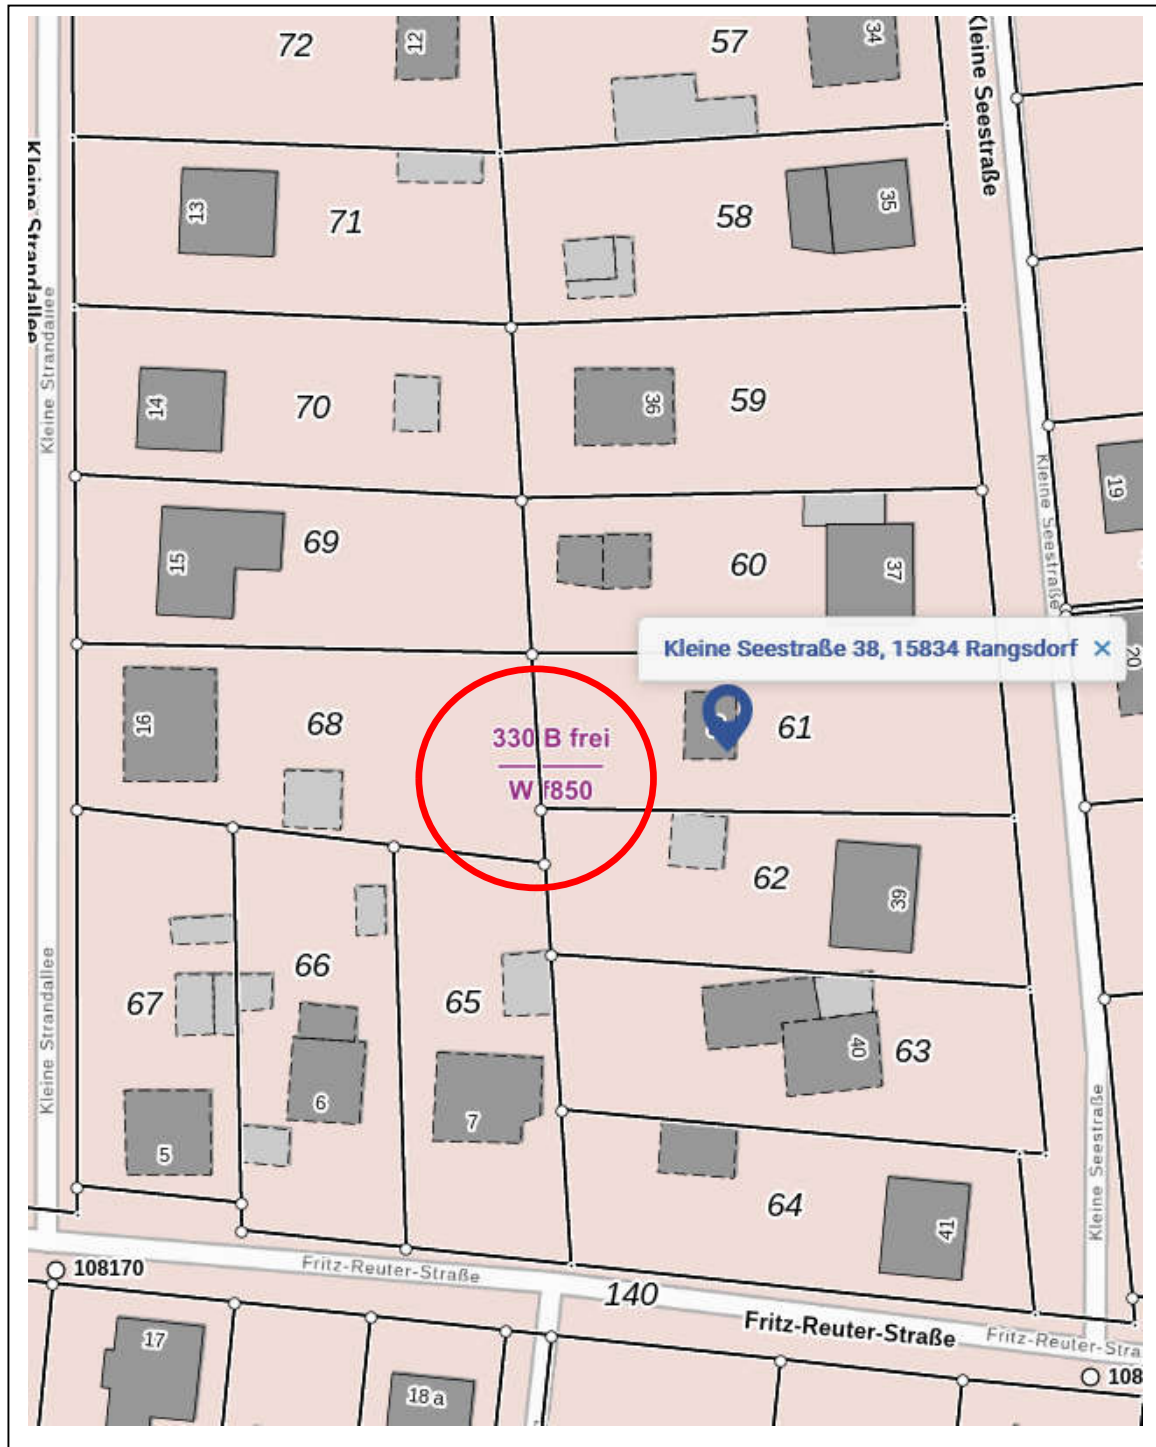 72
12
57
34
Kleine Seestraße
Kleine Strandallee
13
71
58
35
Kleine Strandallee
14
70
36
59
Kleine Seestraße
19
15
69
60
37
Kleine Seestraße 38, 15834 Rangsdorf ×
20
16
68
330 B frei
W f850
61
62
39
66
67
65
40
63
Kleine Strandallee
6
7
5
64
41
Kleine Seestraße
108170
Fritz-Reuter-Straße
140
Fritz-Reuter-Straße
Fritz-Reuter-Stra
17
18 a
108